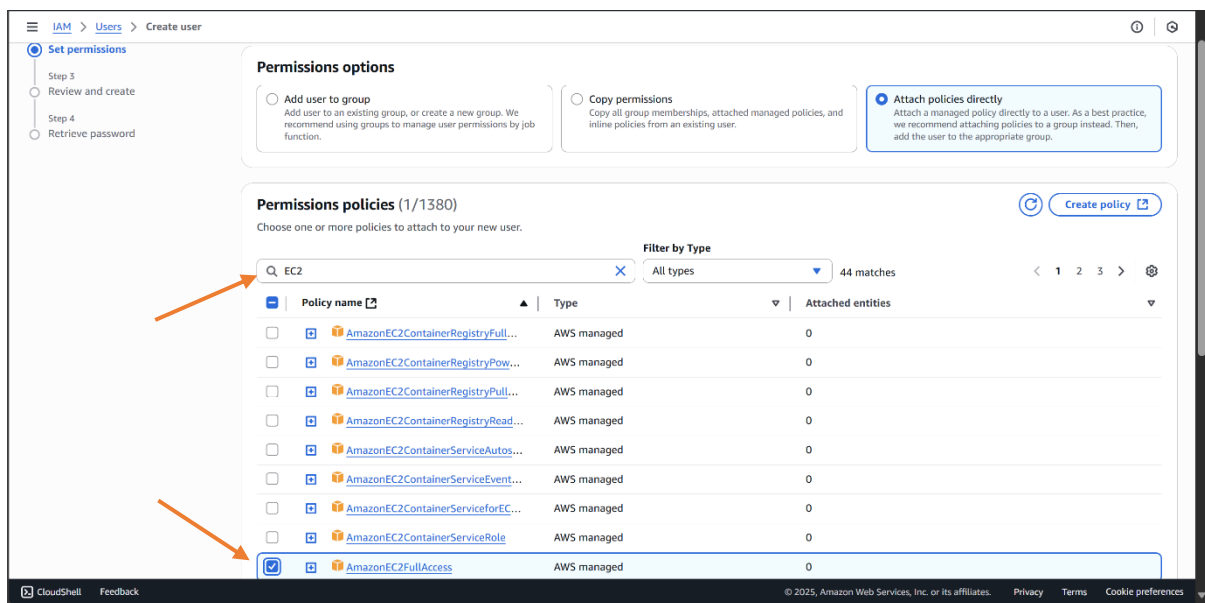 IAM > Users > Create user
Set permissions
Step 3
Review and create
Step 4
Retrieve password
Permissions options
Add user to group
Add user to an existing group, or create a new group. We
recommend using groups to manage user permissions by job
function.
Copy permissions
Copy all group memberships, attached managed policies, and
inline policies from an existing user.
Attach policies directly
Attach a managed policy directly to a user. As a best practice,
we recommend attaching policies to a group instead. Then,
add the user to the appropriate group.
Permissions policies (1/1380)
Create policy
Choose one or more policies to attach to your new user.
Filter by Type
EC2
All types
44 matches
1 2 3
Policy name Type Attached entities
AmazonEC2ContainerRegistryFull... AWS managed 0
AmazonEC2ContainerRegistryPow... AWS managed 0
AmazonEC2ContainerRegistryPull... AWS managed 0
AmazonEC2ContainerRegistryRead... AWS managed 0
AmazonEC2ContainerServiceAutos... AWS managed 0
AmazonEC2ContainerServiceEvent... AWS managed 0
AmazonEC2ContainerServiceforEC... AWS managed 0
AmazonEC2ContainerServiceRole AWS managed 0
AmazonEC2FullAccess AWS managed 0
CloudShell Feedback © 2025, Amazon Web Services, Inc. or its affiliates. Privacy Terms Cookie preferences